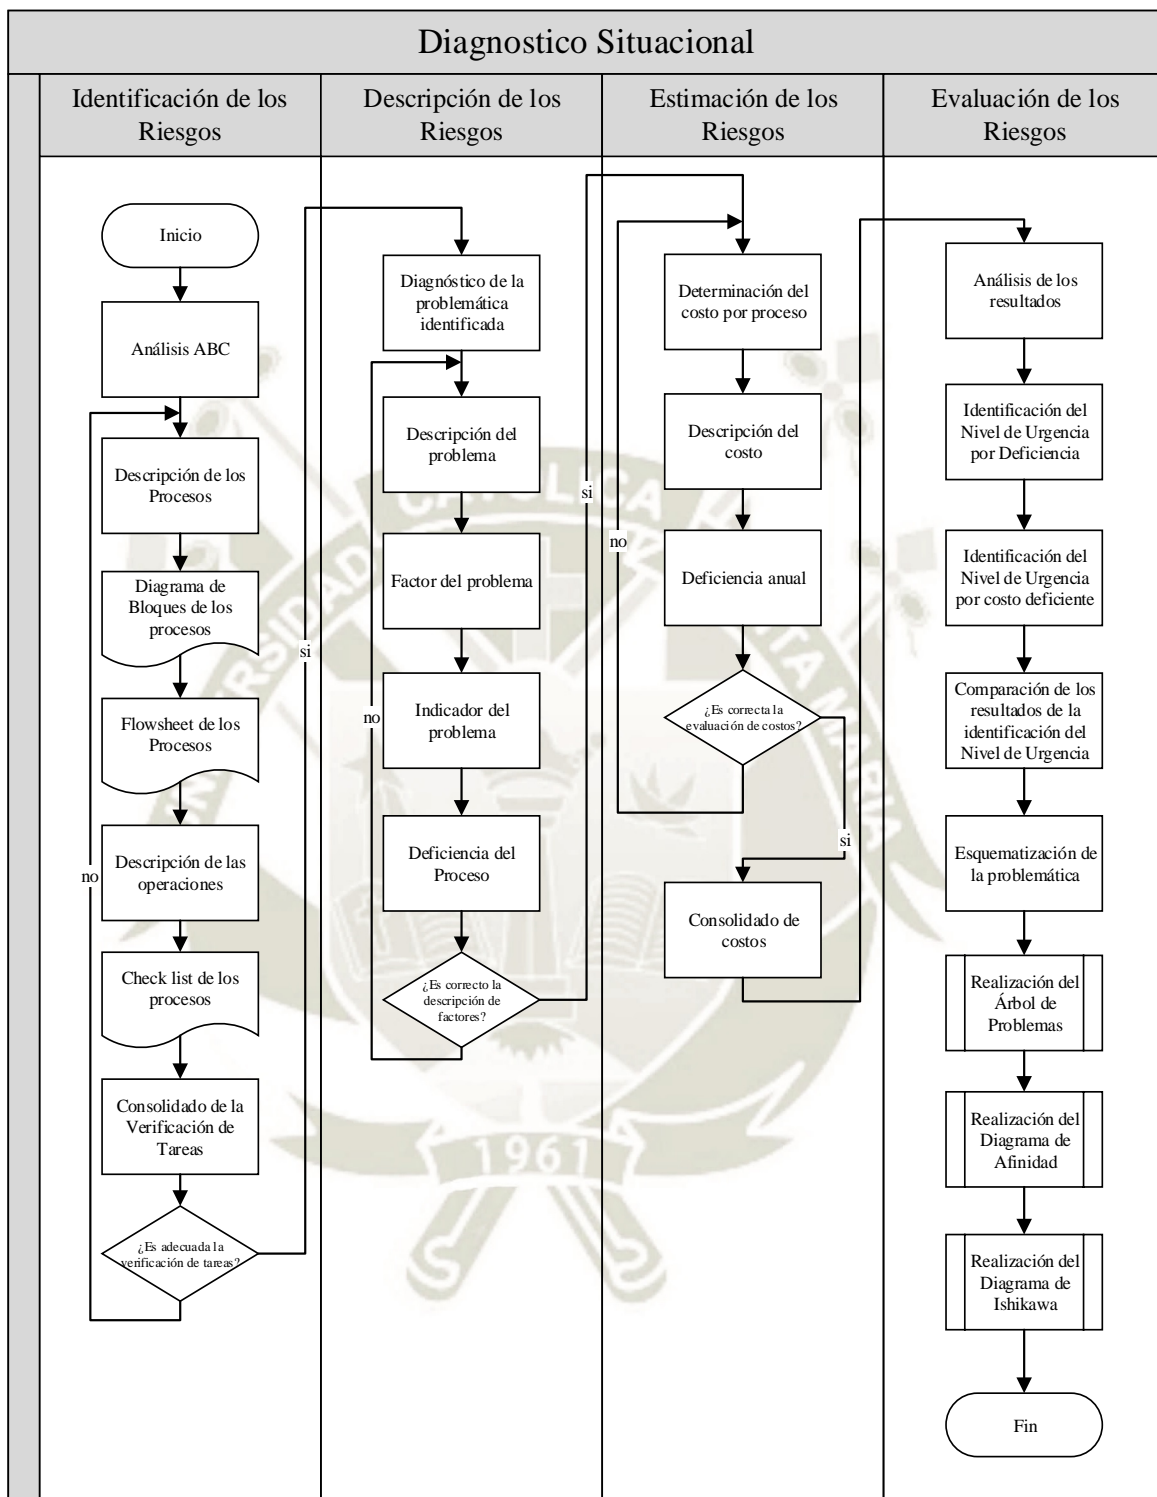 Diagnostico Situacional
Identificación de los
Riesgos
Descripción de los
Riesgos
Estimación de los
Riesgos
Evaluación de los
Riesgos
Inicio
Análisis ABC
Descripción de los
Procesos
Diagrama de
Bloques de los
procesos
Flowsheet de los
Procesos
Descripción de las
operaciones
Check list de los
procesos
Consolidado de la
Verificación de
Tareas
¿Es adecuada la
verificación de tareas?
no
si
Diagnóstico de la
problemática
identificada
Descripción del
problema
Factor del problema
Indicador del
problema
Deficiencia del
Proceso
¿Es correcto la
descripción de
factores?
no
si
Determinación del
costo por proceso
Descripción del
costo
Deficiencia anual
¿Es correcta la
evaluación de costos?
no
si
Consolidado de
costos
Análisis de los
resultados
Identificación del
Nivel de Urgencia
por Deficiencia
Identificación del
Nivel de Urgencia
por costo deficiente
Comparación de los
resultados de la
identificación del
Nivel de Urgencia
Esquematización de
la problemática
Realización del
Árbol de
Problemas
Realización del
Diagrama de
Afinidad
Realización del
Diagrama de
Ishikawa
Fin
1961